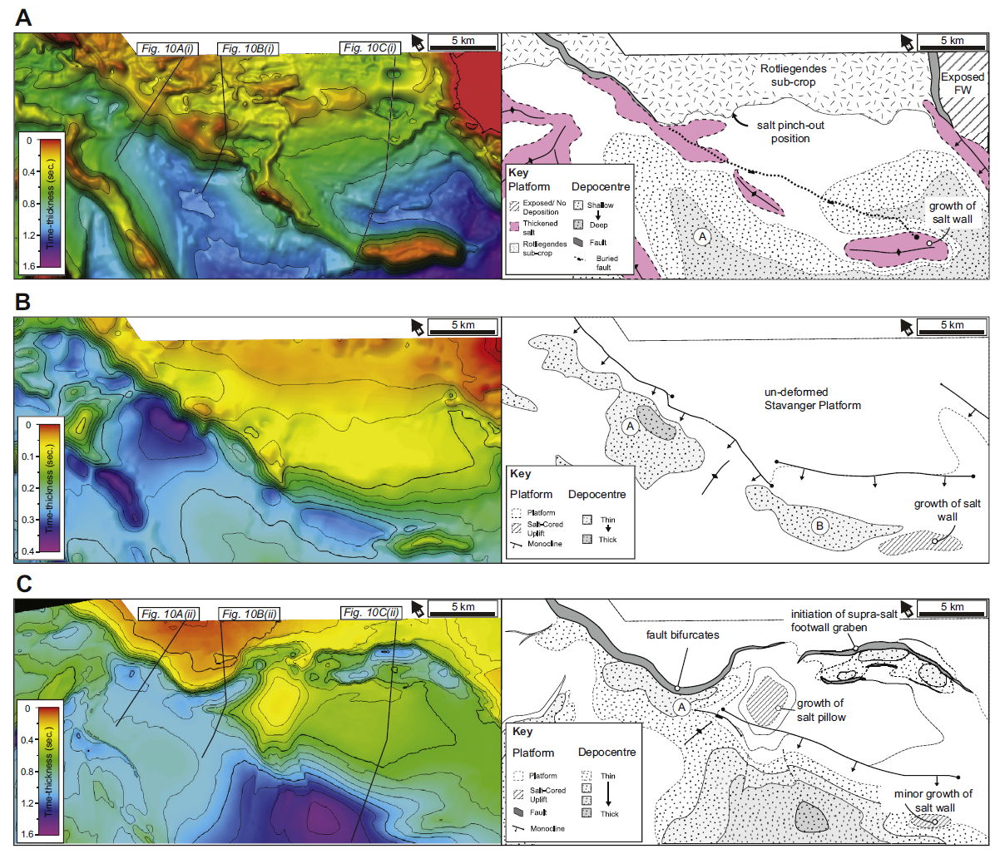 A
Fig. 10A(i)
Fig. 10B(i)
Fig. 10C(i)
5 km
0
0.4
0.8
1.2
1.6
Time-thickness (sec.)
5 km
Rotliegendes
sub-crop
Exposed
FW
salt pinch-out
position
growth of
salt wall
A
Key
Platform
Depocentre
Exposed/ No
Deposition
Thickened
salt
Rotliegendes
sub-crop
Shallow
Deep
Fault
Buried
fault
B
5 km
0
0.1
0.2
0.3
0.4
Time-thickness (sec.)
5 km
un-deformed
Stavanger Platform
A
B
growth of salt
wall
Key
Platform
Depocentre
Platform
Salt-Cored
Uplift
Monocline
Thin
Thick
C
Fig. 10A(ii)
Fig. 10B(ii)
Fig. 10C(ii)
5 km
0
0.4
0.8
1.2
1.6
Time-thickness (sec.)
5 km
initiation of supra-salt
footwall graben
fault bifurcates
A
growth of
salt pillow
minor growth of
salt wall
Key
Platform
Depocentre
Platform
Salt-Cored
Uplift
Fault
Monocline
Thin
Thick